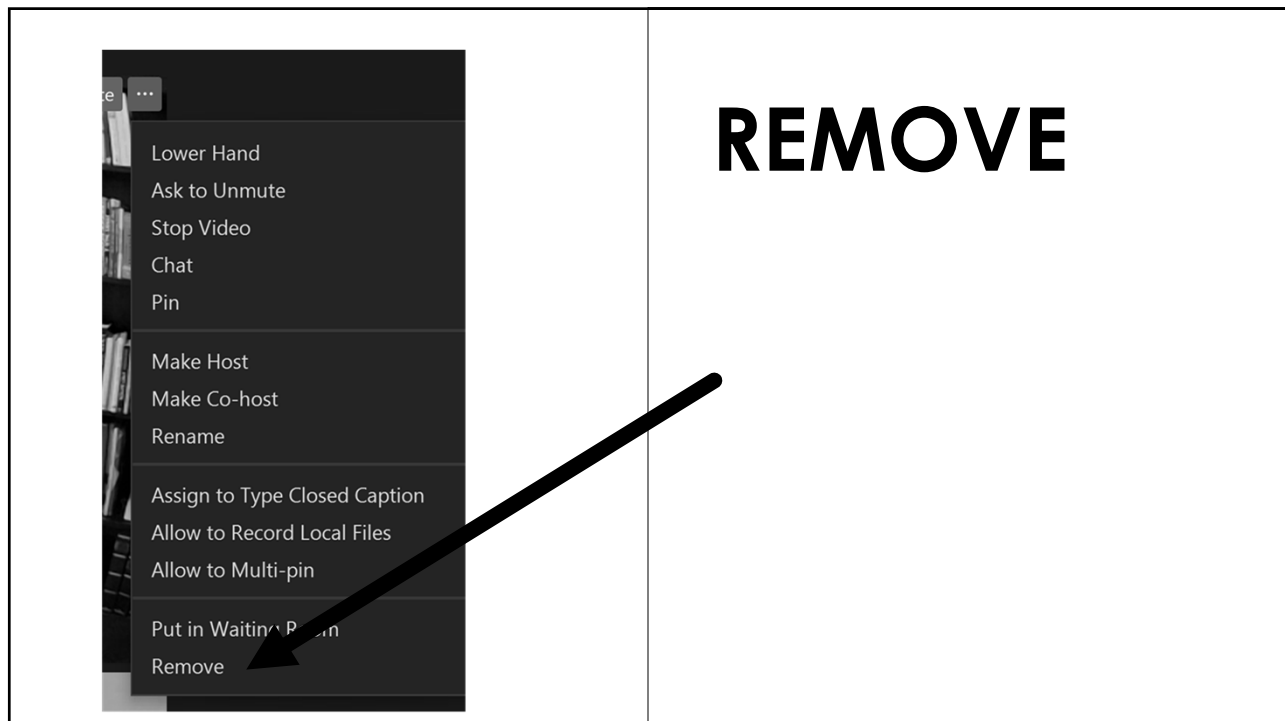 ...
Lower Hand
Ask to Unmute
Stop Video
Chat
Pin
Make Host
Make Co-host
Rename
Assign to Type Closed Caption
Allow to Record Local Files
Allow to Multi-pin
Put in Waiting Room
Remove
REMOVE